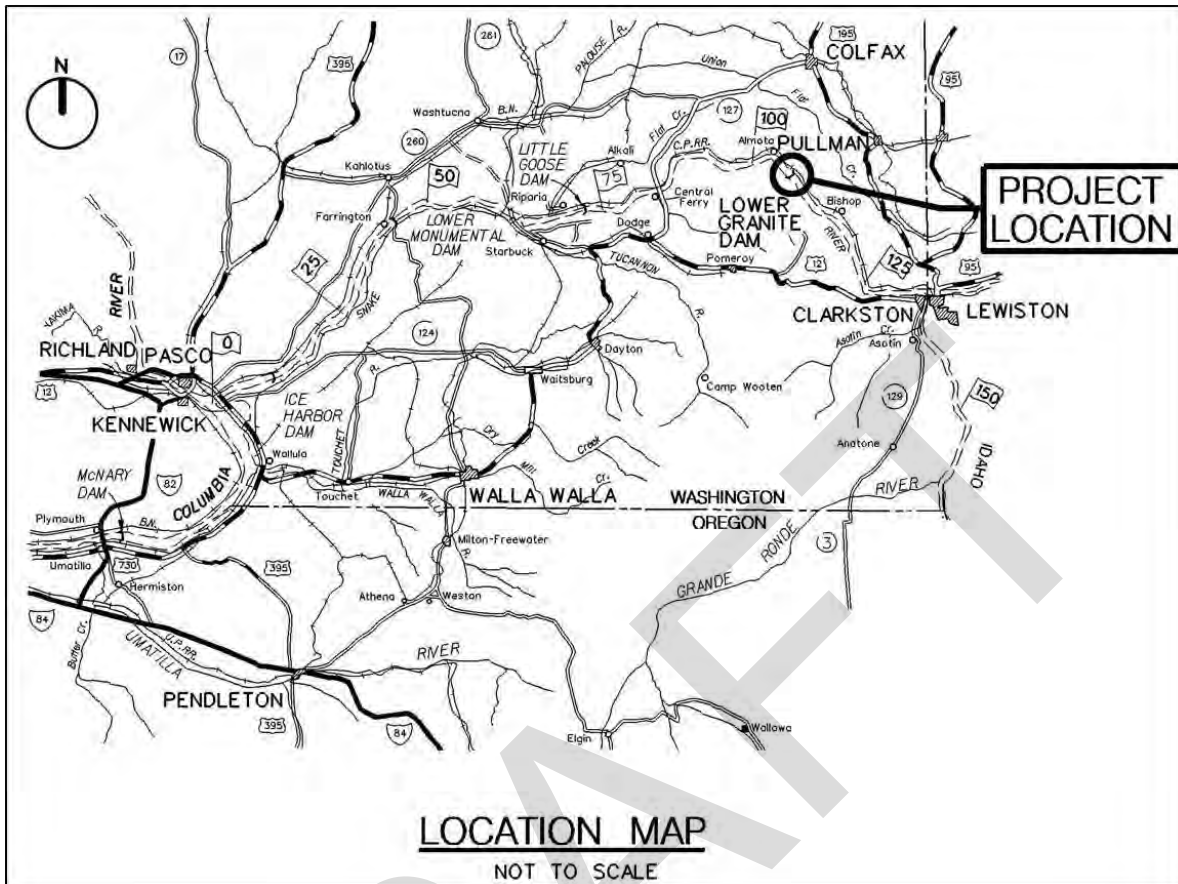 N
17
395
261
PALOUSE R.
Union
195
COLFAX
95
Washtucna
B.N.
Flat Cr.
127
Flat
Cr.
100
Almota
PULLMAN
260
Kahlotus
50
LITTLE
GOOSE
DAM
Alkali
C.P.RR.
75
Riparia
Central
Ferry
PROJECT
LOCATION
Farrington
LOWER
MONUMENTAL
DAM
LOWER
GRANITE
DAM
Bishop
RIVER
Dodge
Starbuck
25
RIVER
SNAKE
TUCANNON
R.
Pomeroy
12
125
95
CLARKSTON
LEWISTON
YAKIMA
R.
RICHLAND
PASCO
0
124
Asotin
Cr.
Asotin
Dayton
Camp Wooten
Waitsburg
12
KENNEWICK
ICE
HARBOR
DAM
TOUCHET
R.
Dry
Creek
Mill
Cr.
129
150
Anatone
IDAHO
McNARY
DAM
82
COLUMBIA
Wallula
Touchet
WALLA
WALLA
R.
WALLA WALLA
WASHINGTON
OREGON
RIVER
RONDE
GRANDE
3
Plymouth
B.N.
Umatilla
730
Hermiston
395
Milton-Freewater
Athena
Weston
84
Butter Cr.
U.P.RR.
UMATILLA
RIVER
PENDLETON
395
84
Elgin
Wallowa
LOCATION MAP
NOT TO SCALE
DRAFT